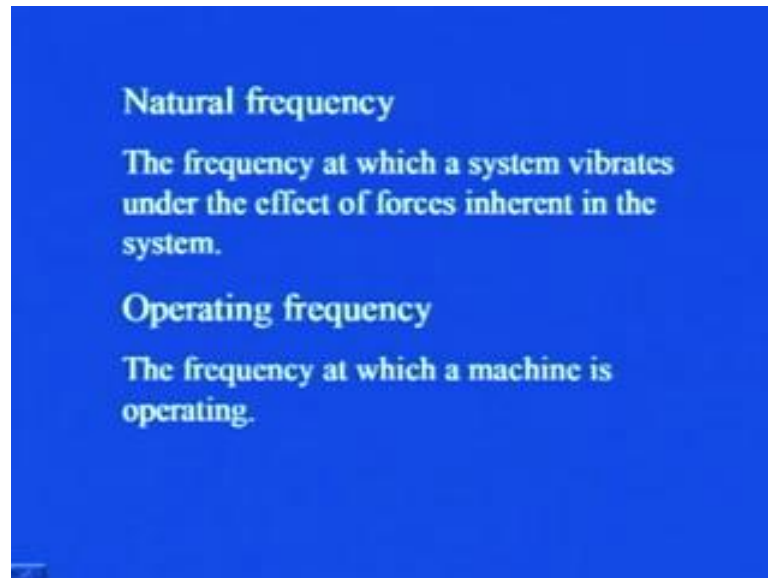 Natural frequency
The frequency at which a system vibrates
under the effect of forces inherent in the
system.
Operating frequency
The frequency at which a machine is
operating.